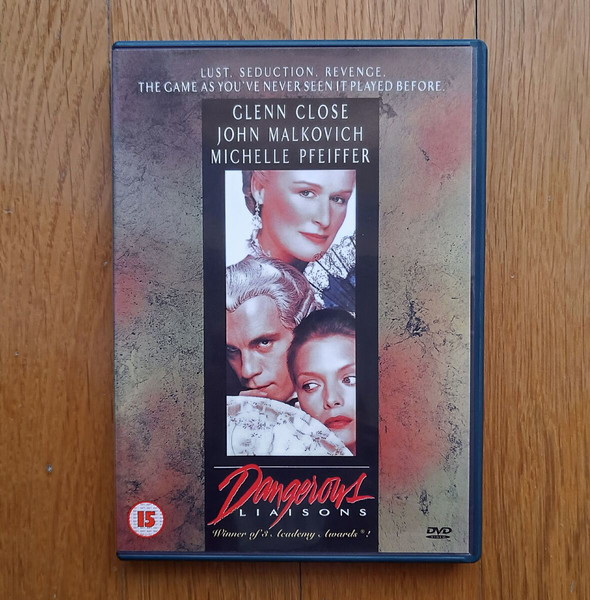 LUST. SEDUCTION. REVENGE.
THE GAME AS YOU'VE NEVER SEEN IT PLAYED BEFORE.
GLENN CLOSE
JOHN MALKOVICH
MICHELLE PFEIFFER
Dangerous
LIAISONS
15
Winner of 3 Academy Awards®!
DVD
VIDEO